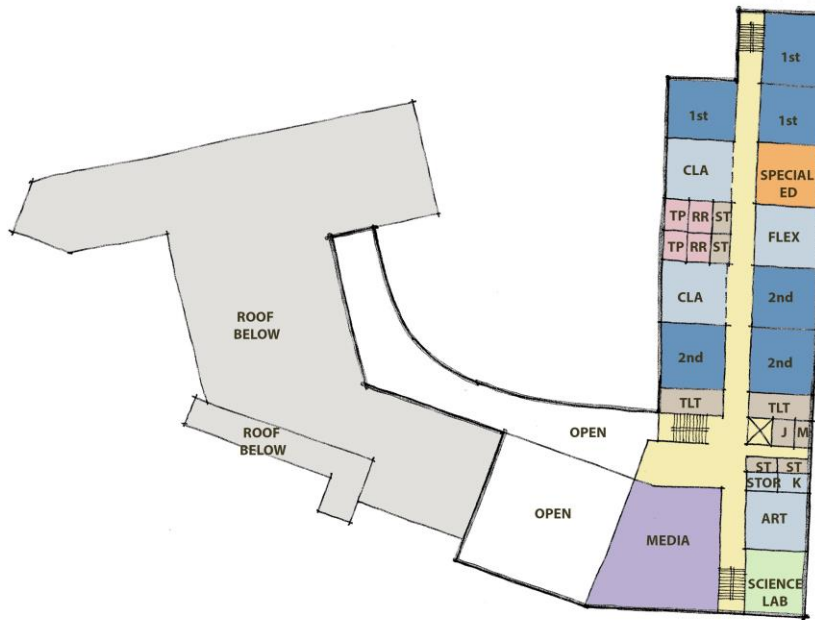 1st
1st
1st
CLA
SPECIAL
ED
TP RR ST
TP RR ST
FLEX
CLA
2nd
2nd
2nd
TLT
TLT
J M
ROOF
BELOW
ROOF
BELOW
OPEN
OPEN
ST ST
STOR K
ART
MEDIA
SCIENCE
LAB